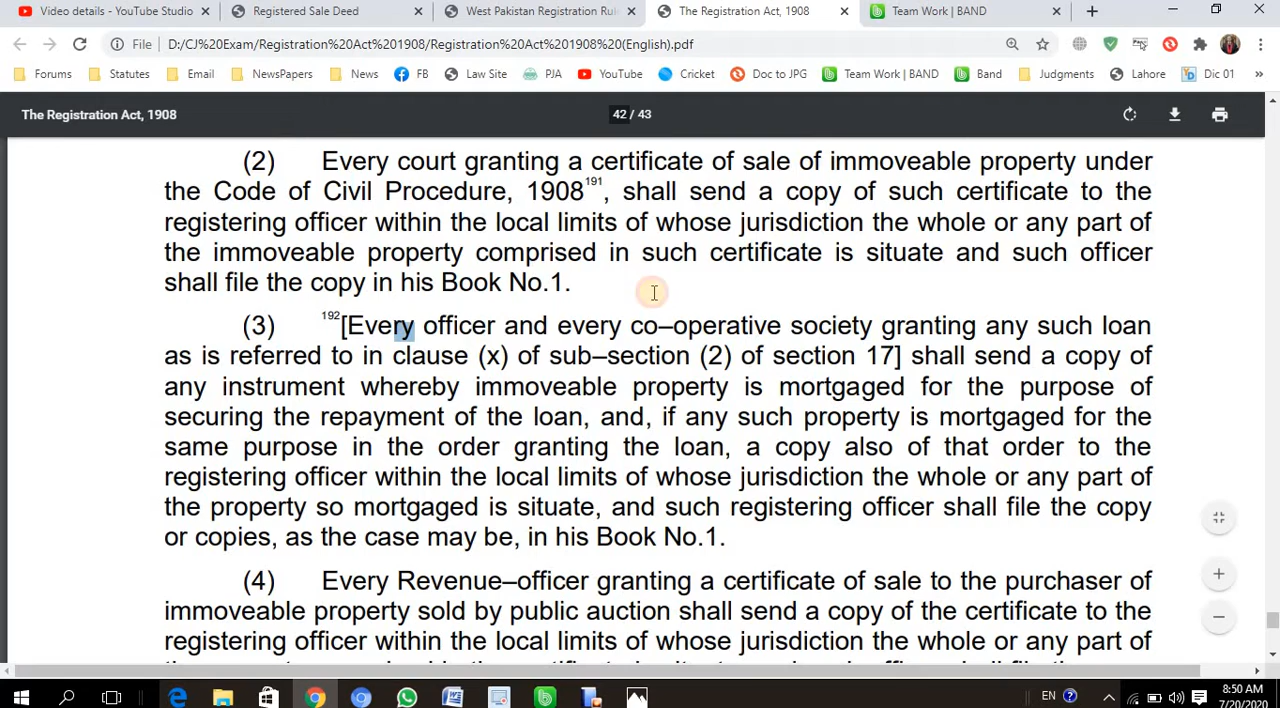 Video details - YouTube Studio
Registered Sale Deed
West Pakistan Registration Rul
The Registration Act, 1908
Team Work | BAND
File
D:/CJ%20Exam/Registration%20Act%201908/Registration%20Act%201908%20(English).pdf
Forums
Statutes
Email
NewsPapers
News
FB
Law Site
PJA
YouTube
Cricket
Doc to JPG
Team Work | BAND
Band
Judgments
Lahore
Dic 01
»
The Registration Act, 1908
42 / 43
(2) Every court granting a certificate of sale of immoveable property under
the Code of Civil Procedure, 1908191, shall send a copy of such certificate to the
registering officer within the local limits of whose jurisdiction the whole or any part of
the immoveable property comprised in such certificate is situate and such officer
shall file the copy in his Book No.1.
(3) 192[Every officer and every co–operative society granting any such loan
as is referred to in clause (x) of sub–section (2) of section 17] shall send a copy of
any instrument whereby immoveable property is mortgaged for the purpose of
securing the repayment of the loan, and, if any such property is mortgaged for the
same purpose in the order granting the loan, a copy also of that order to the
registering officer within the local limits of whose jurisdiction the whole or any part of
the property so mortgaged is situate, and such registering officer shall file the copy
or copies, as the case may be, in his Book No.1.
(4) Every Revenue–officer granting a certificate of sale to the purchaser of
immoveable property sold by public auction shall send a copy of the certificate to the
registering officer within the local limits of whose jurisdiction the whole or any part of
EN
8:50 AM
7/20/2020